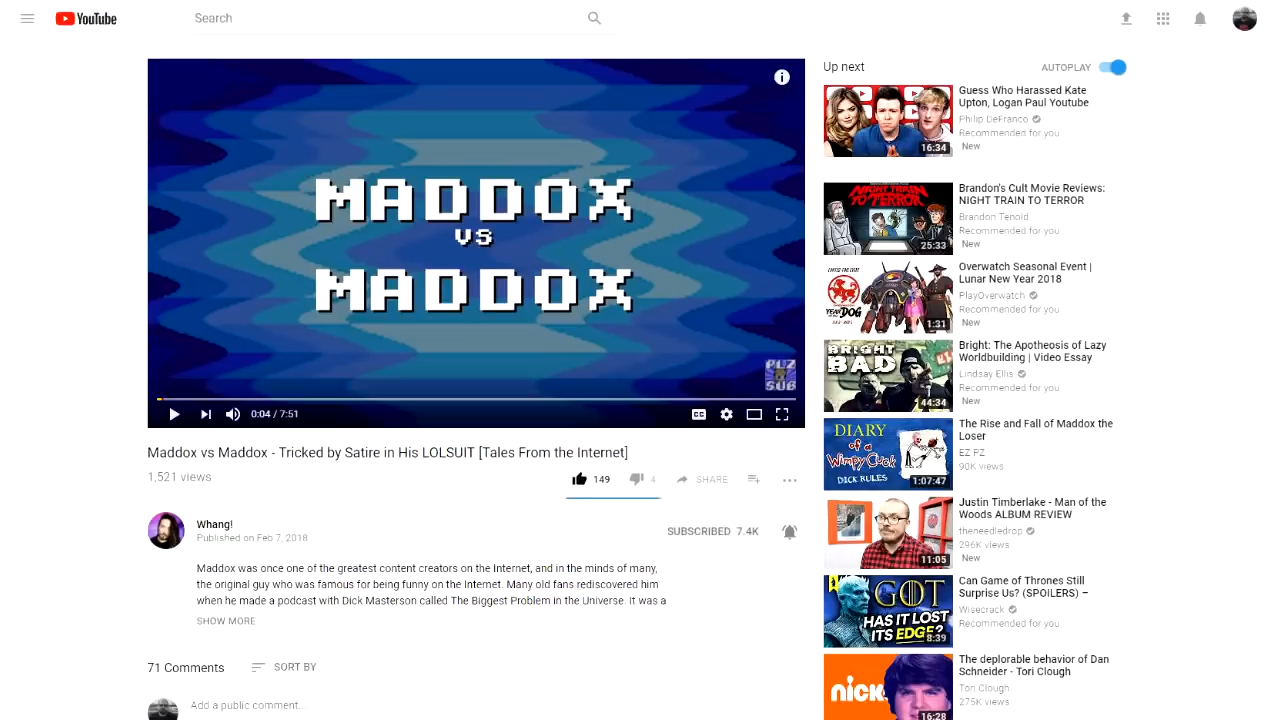 YouTube
Search
MADDOX
VS
MADDOX
PUZ
SUB
0:04 / 7:51
CC
Maddox vs Maddox - Tricked by Satire in His LOLSUIT [Tales From the Internet]
1,521 views
149
4
SHARE
Whang!
Published on Feb 7, 2018
SUBSCRIBED 7.4K
Maddox was once one of the greatest content creators on the Internet, and in the minds of many,
the original guy who was famous for being funny on the Internet. Many old fans rediscovered him
when he made a podcast with Dick Masterson called The Biggest Problem in the Universe. It was a
SHOW MORE
71 Comments
SORT BY
Add a public comment...
Up next
AUTOPLAY
16:34
Guess Who Harassed Kate
Upton, Logan Paul Youtube
Philip DeFranco
Recommended for you
New
NIGHT TRAIN
TO TERROR
25:33
Brandon's Cult Movie Reviews:
NIGHT TRAIN TO TERROR
Brandon Tenold
Recommended for you
New
YEAR
DOG
1:31
Overwatch Seasonal Event |
Lunar New Year 2018
PlayOverwatch
Recommended for you
New
BRIGHT
BAD
44:34
Bright: The Apotheosis of Lazy
Worldbuilding | Video Essay
Lindsay Ellis
Recommended for you
New
DIARY
of a
Wimpy Cuck
DICK RULES
1:07:47
The Rise and Fall of Maddox the
Loser
EZ PZ
90K views
11:05
Justin Timberlake - Man of the
Woods ALBUM REVIEW
theneedledrop
296K views
New
GOT
HAS IT LOST
ITS EDGE?
8:39
Can Game of Thrones Still
Surprise Us? (SPOILERS) –
Wisecrack
Recommended for you
nick
16:28
The deplorable behavior of Dan
Schneider - Tori Clough
Tori Clough
275K views